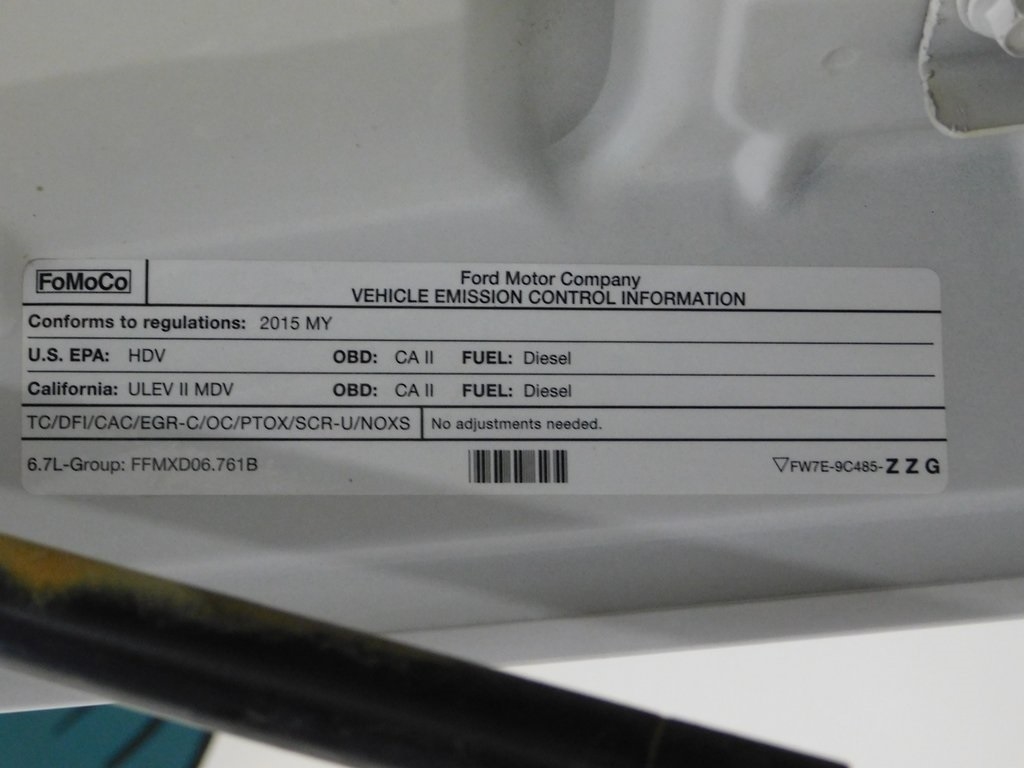 FoMoCo
Ford Motor Company
VEHICLE EMISSION CONTROL INFORMATION
Conforms to regulations: 2015 MY
U.S. EPA: HDV OBD: CA II FUEL: Diesel
California: ULEV II MDV OBD: CA II FUEL: Diesel
TC/DFI/CAC/EGR-C/OC/PTOX/SCR-U/NOXS No adjustments needed.
6.7L-Group: FFMXD06.761B ▽FW7E-9C485-Z Z G